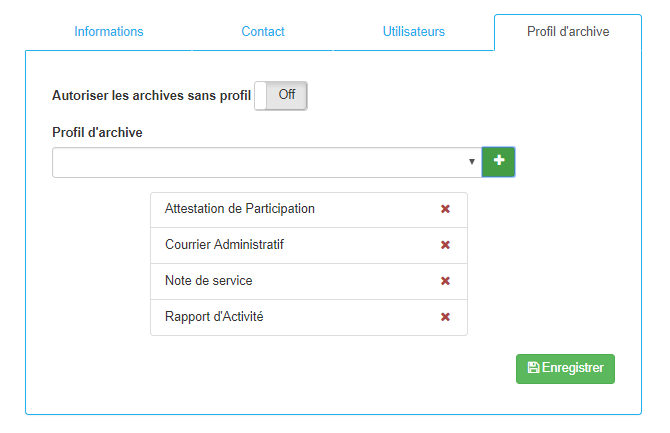 Informations Contact Utilisateurs Profil d'archive
Autoriser les archives sans profil Off
Profil d'archive
Attestation de Participation
Courrier Administratif
Note de service
Rapport d'Activité
Enregistrer